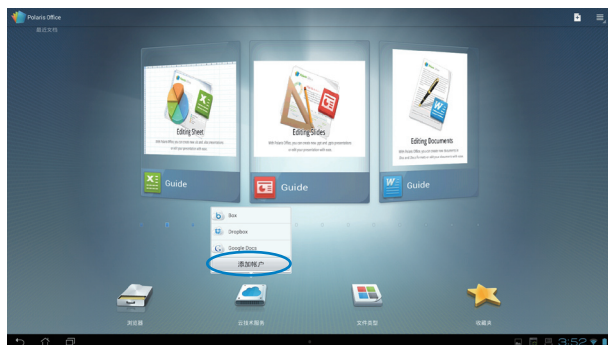 Polaris Office
最近文档
Editing Sheet
Editing Slides
Editing Documents
Guide
Guide
Guide
Box
Dropbox
Google Docs
添加帐户
浏览器
云技术服务
文件类型
收藏夹
3:52